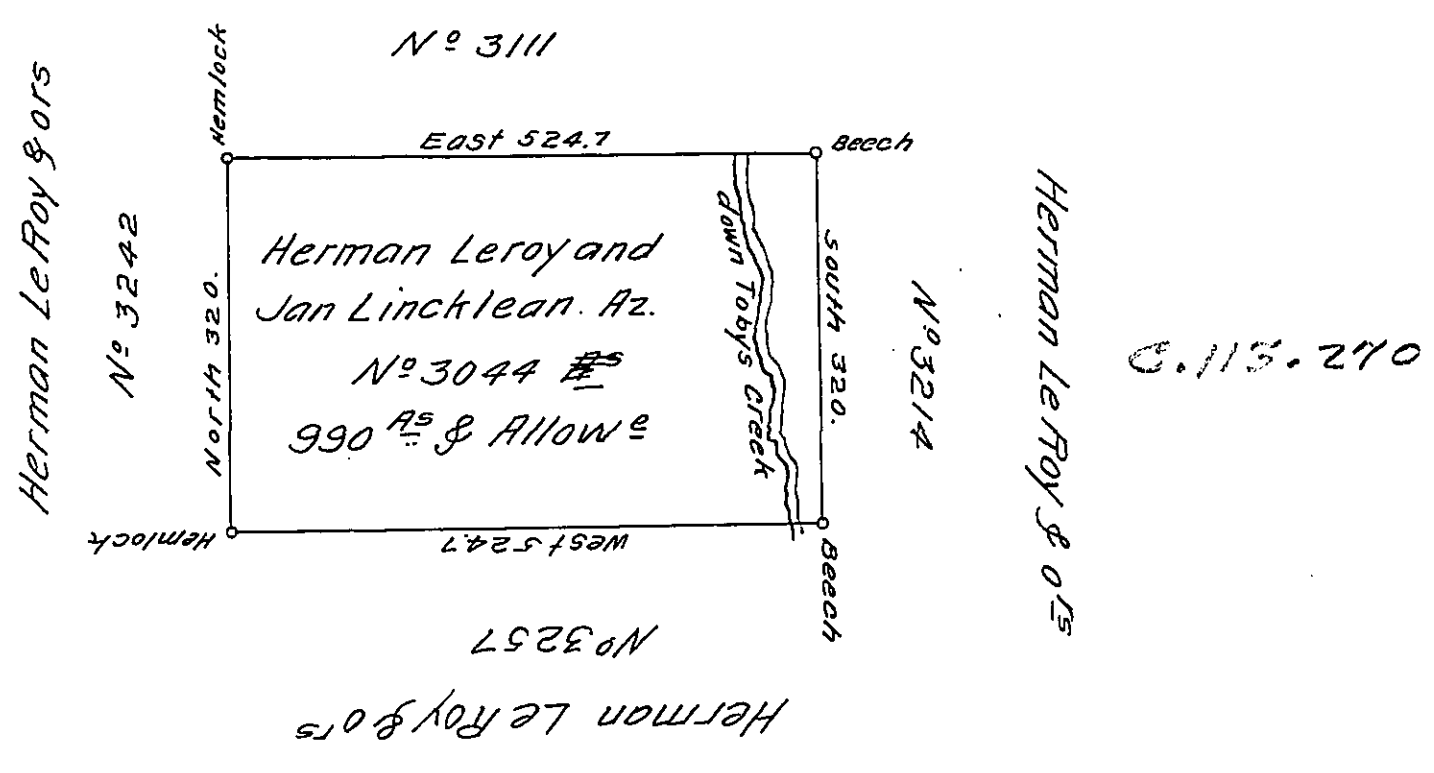 Nº 3111
Hemlock
East 524.7
Beech
Herman LeRoy & ors
Nº 3242
North 320.
Herman Leroy and
Jan Lincklean. Az.
Nº 3044
990 As & Allowe
down Tobys Creek
South 320.
Nº 3214
Herman LeRoy & ors
C.113.270
Hemlock
West 524.7
Beech
Nº 3257
Herman Le Roy & ors